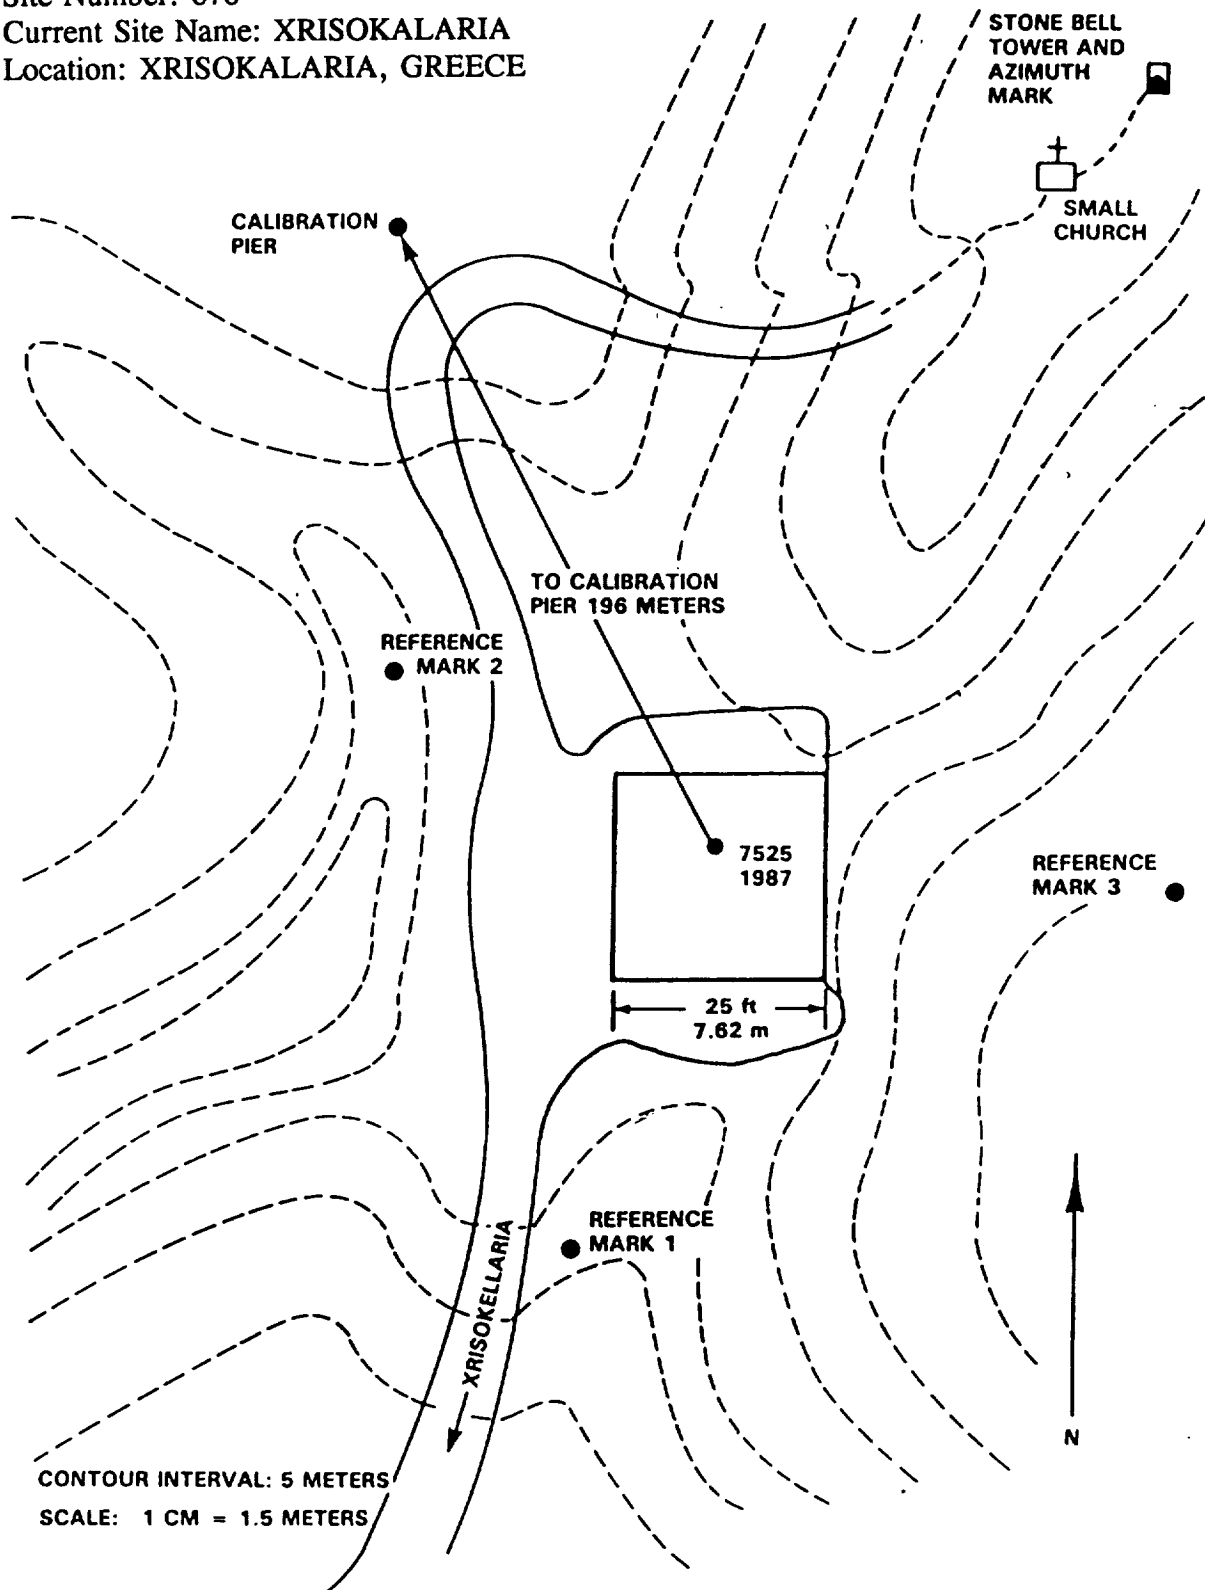 Current Site Name: XRISOKALARIA
Location: XRISOKALARIA, GREECE
STONE BELL
TOWER AND
AZIMUTH
MARK
SMALL
CHURCH
CALIBRATION
PIER
TO CALIBRATION
PIER 196 METERS
REFERENCE
MARK 2
7525
1987
REFERENCE
MARK 3
25 ft
7.62 m
REFERENCE
MARK 1
XRISOKELLARIA
N
CONTOUR INTERVAL: 5 METERS
SCALE: 1 CM = 1.5 METERS